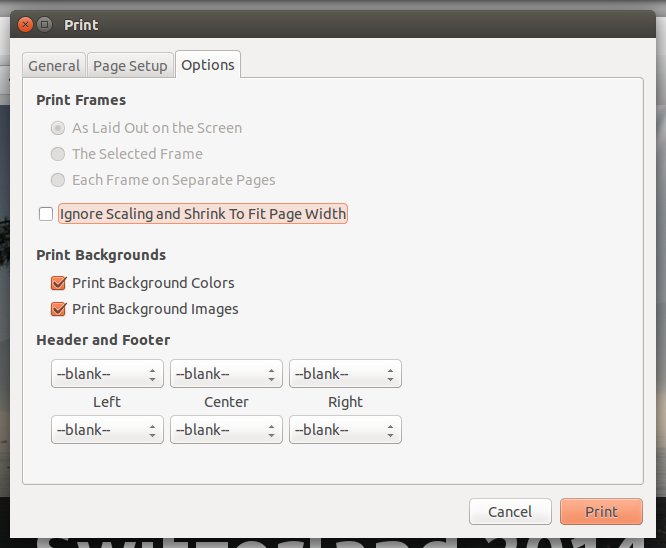 Print
General Page Setup Options
Print Frames
As Laid Out on the Screen
The Selected Frame
Each Frame on Separate Pages
Ignore Scaling and Shrink To Fit Page Width
Print Backgrounds
Print Background Colors
Print Background Images
Header and Footer
--blank-- --blank-- --blank--
Left Center Right
--blank-- --blank-- --blank--
Cancel Print
Switzerland 2014